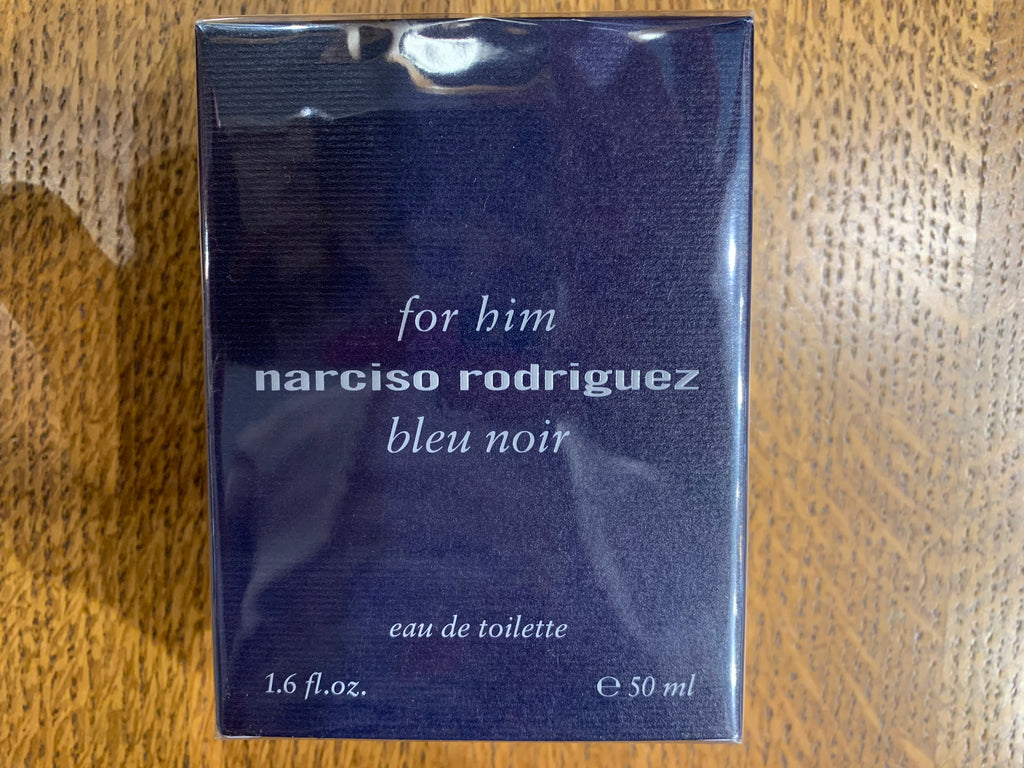 for him
narciso rodriguez
bleu noir
eau de toilette
1.6 fl.oz.
℮ 50 ml